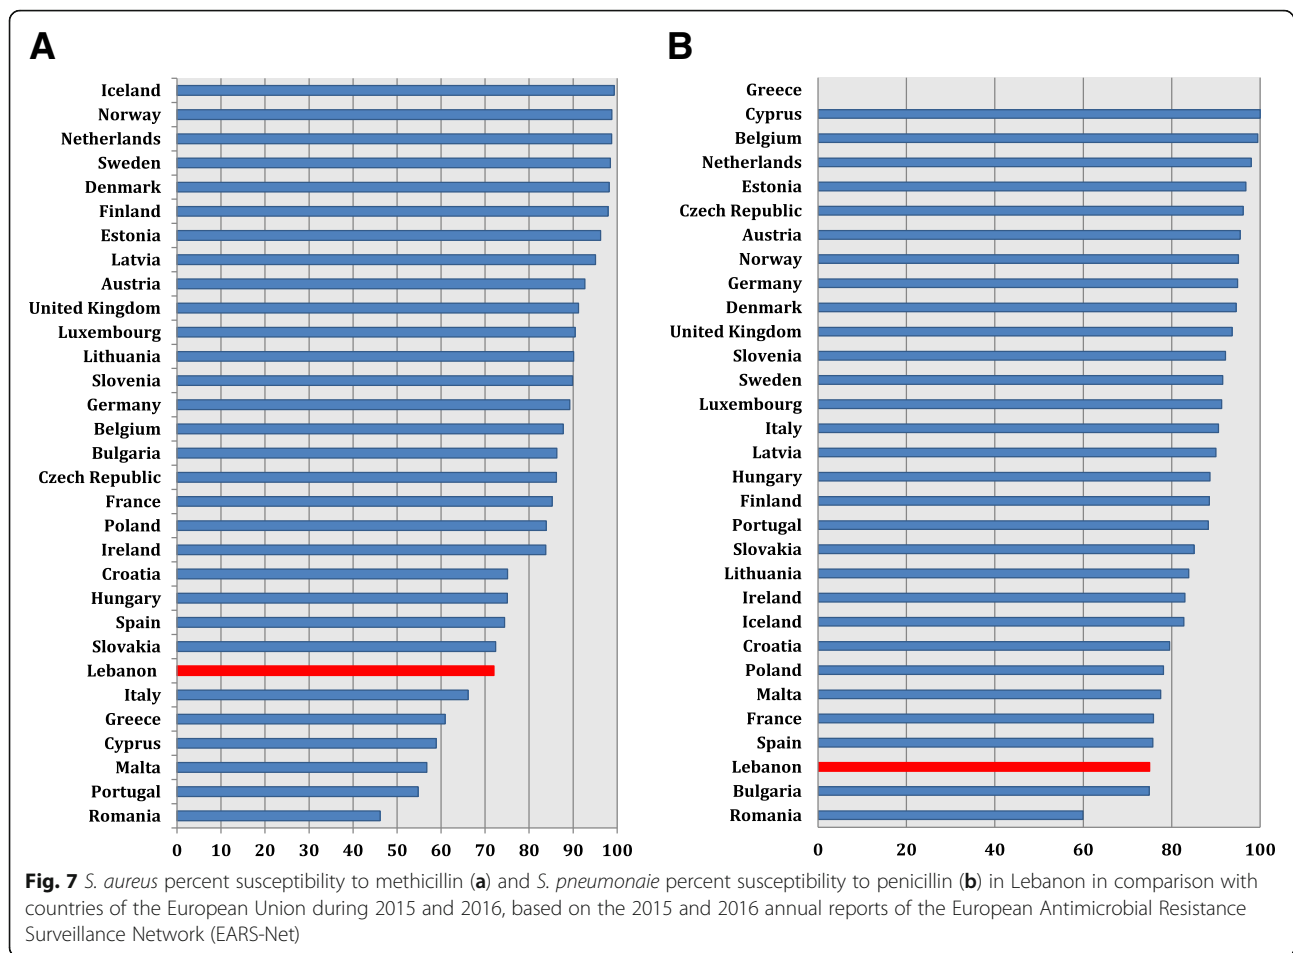 A
Iceland
Norway
Netherlands
Sweden
Denmark
Finland
Estonia
Latvia
Austria
United Kingdom
Luxembourg
Lithuania
Slovenia
Germany
Belgium
Bulgaria
Czech Republic
France
Poland
Ireland
Croatia
Hungary
Spain
Slovakia
Lebanon
Italy
Greece
Cyprus
Malta
Portugal
Romania
0 10 20 30 40 50 60 70 80 90 100
B
Greece
Cyprus
Belgium
Netherlands
Estonia
Czech Republic
Austria
Norway
Germany
Denmark
United Kingdom
Slovenia
Sweden
Luxembourg
Italy
Latvia
Hungary
Finland
Portugal
Slovakia
Lithuania
Ireland
Iceland
Croatia
Poland
Malta
France
Spain
Lebanon
Bulgaria
Romania
0 20 40 60 80 100
Fig. 7 S. aureus percent susceptibility to methicillin (a) and S. pneumonaie percent susceptibility to penicillin (b) in Lebanon in comparison with
countries of the European Union during 2015 and 2016, based on the 2015 and 2016 annual reports of the European Antimicrobial Resistance
Surveillance Network (EARS-Net)